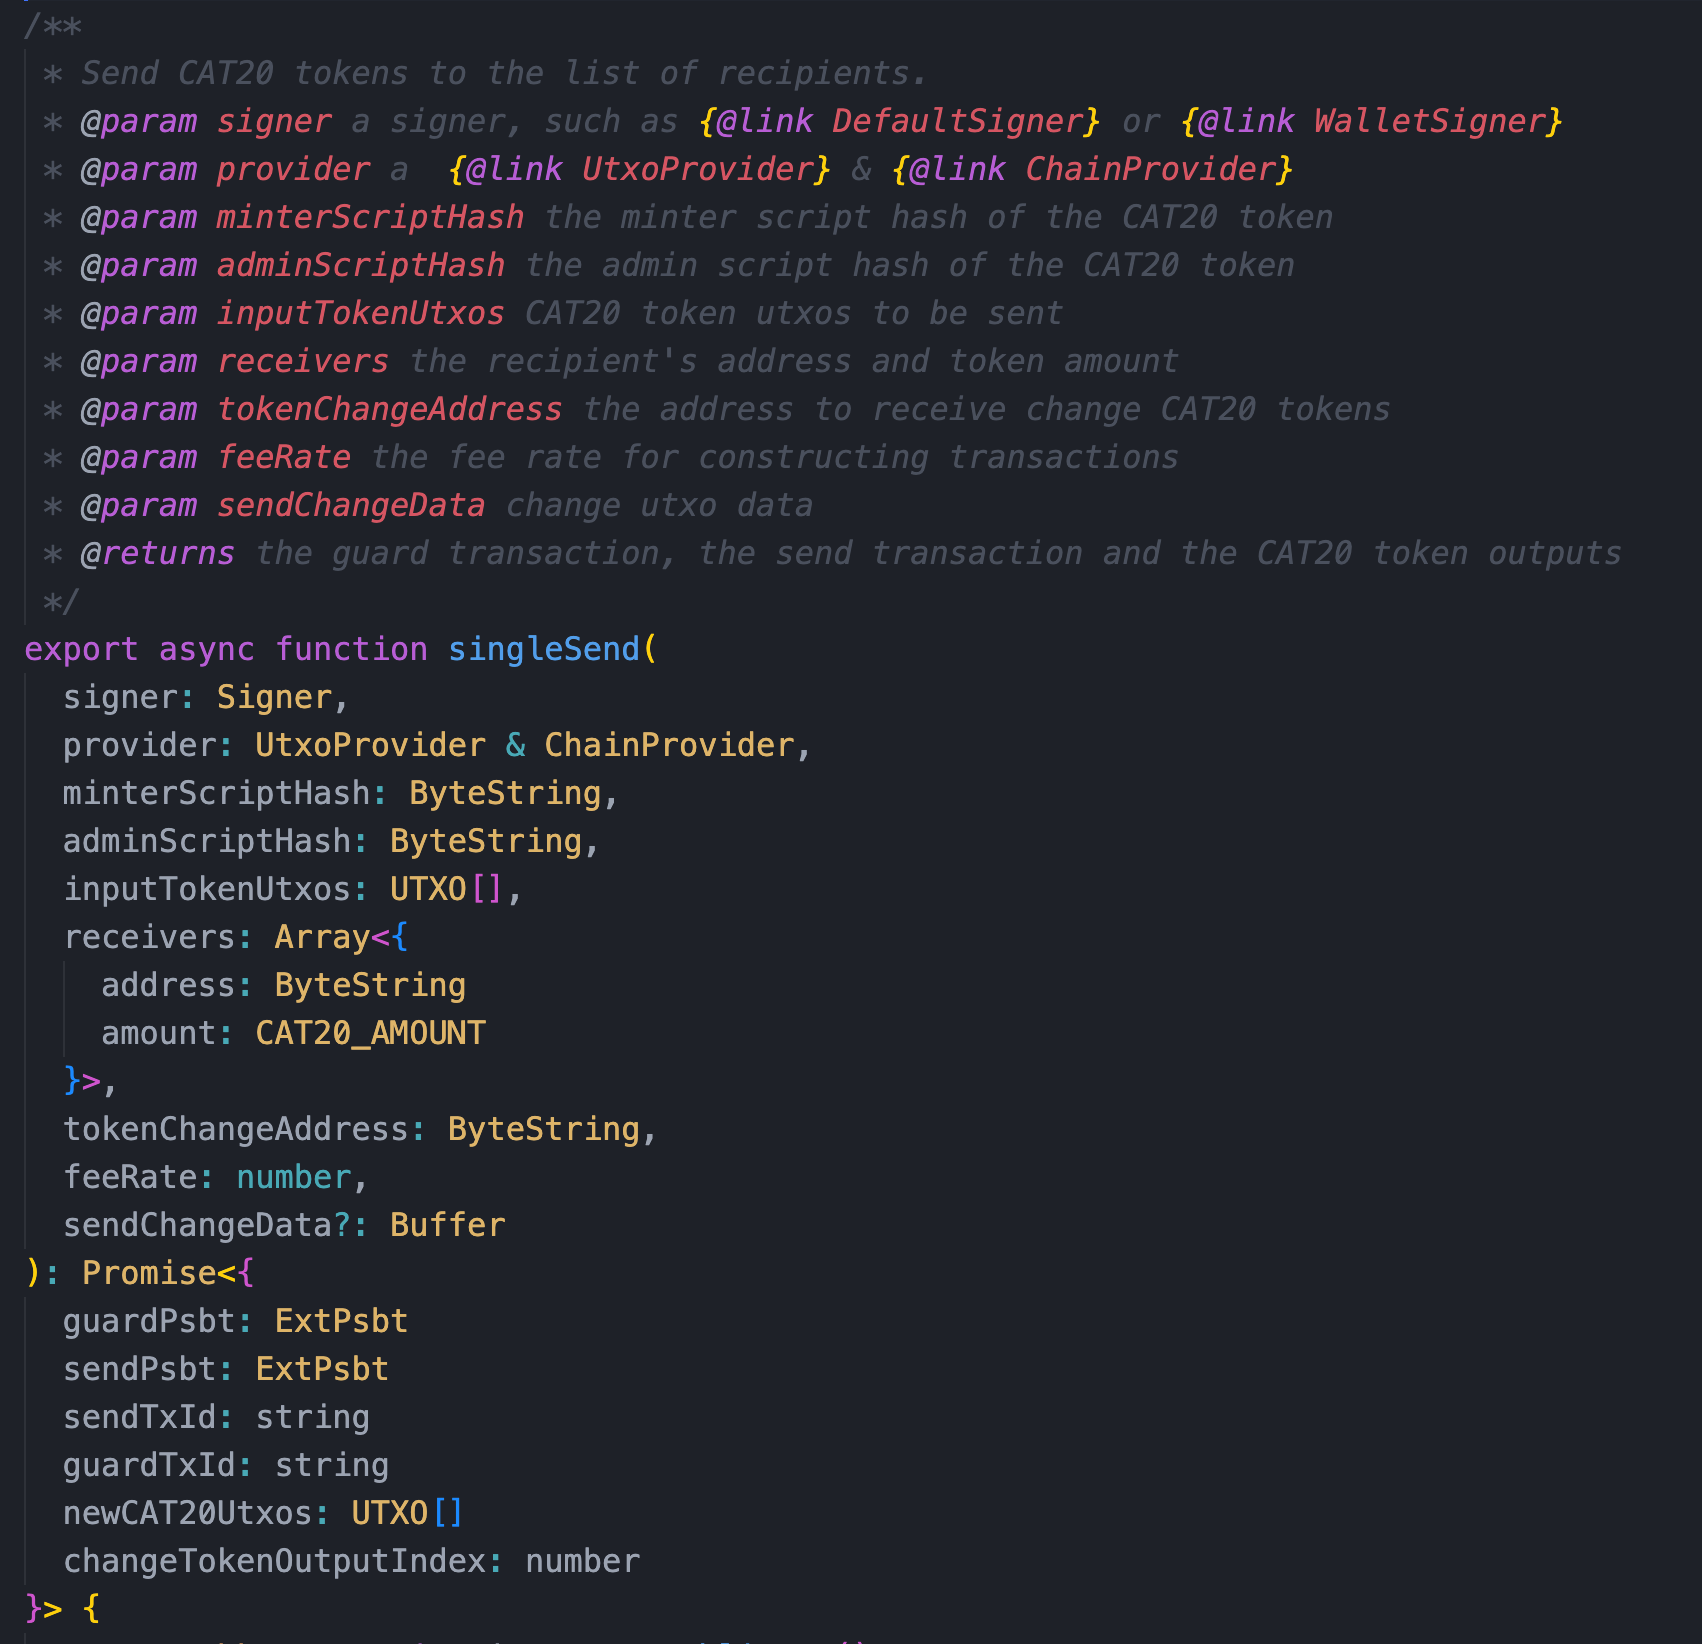 /**
 * Send CAT20 tokens to the list of recipients.
 * @param signer a signer, such as {@link DefaultSigner} or {@link WalletSigner}
 * @param provider a  {@link UtxoProvider} & {@link ChainProvider}
 * @param minterScriptHash the minter script hash of the CAT20 token
 * @param adminScriptHash the admin script hash of the CAT20 token
 * @param inputTokenUtxos CAT20 token utxos to be sent
 * @param receivers the recipient's address and token amount
 * @param tokenChangeAddress the address to receive change CAT20 tokens
 * @param feeRate the fee rate for constructing transactions
 * @param sendChangeData change utxo data
 * @returns the guard transaction, the send transaction and the CAT20 token outputs
 */
export async function singleSend(
  signer: Signer,
  provider: UtxoProvider & ChainProvider,
  minterScriptHash: ByteString,
  adminScriptHash: ByteString,
  inputTokenUtxos: UTXO[],
  receivers: Array<{
    address: ByteString
    amount: CAT20_AMOUNT
  }>,
  tokenChangeAddress: ByteString,
  feeRate: number,
  sendChangeData?: Buffer
): Promise<{
  guardPsbt: ExtPsbt
  sendPsbt: ExtPsbt
  sendTxId: string
  guardTxId: string
  newCAT20Utxos: UTXO[]
  changeTokenOutputIndex: number
}> {